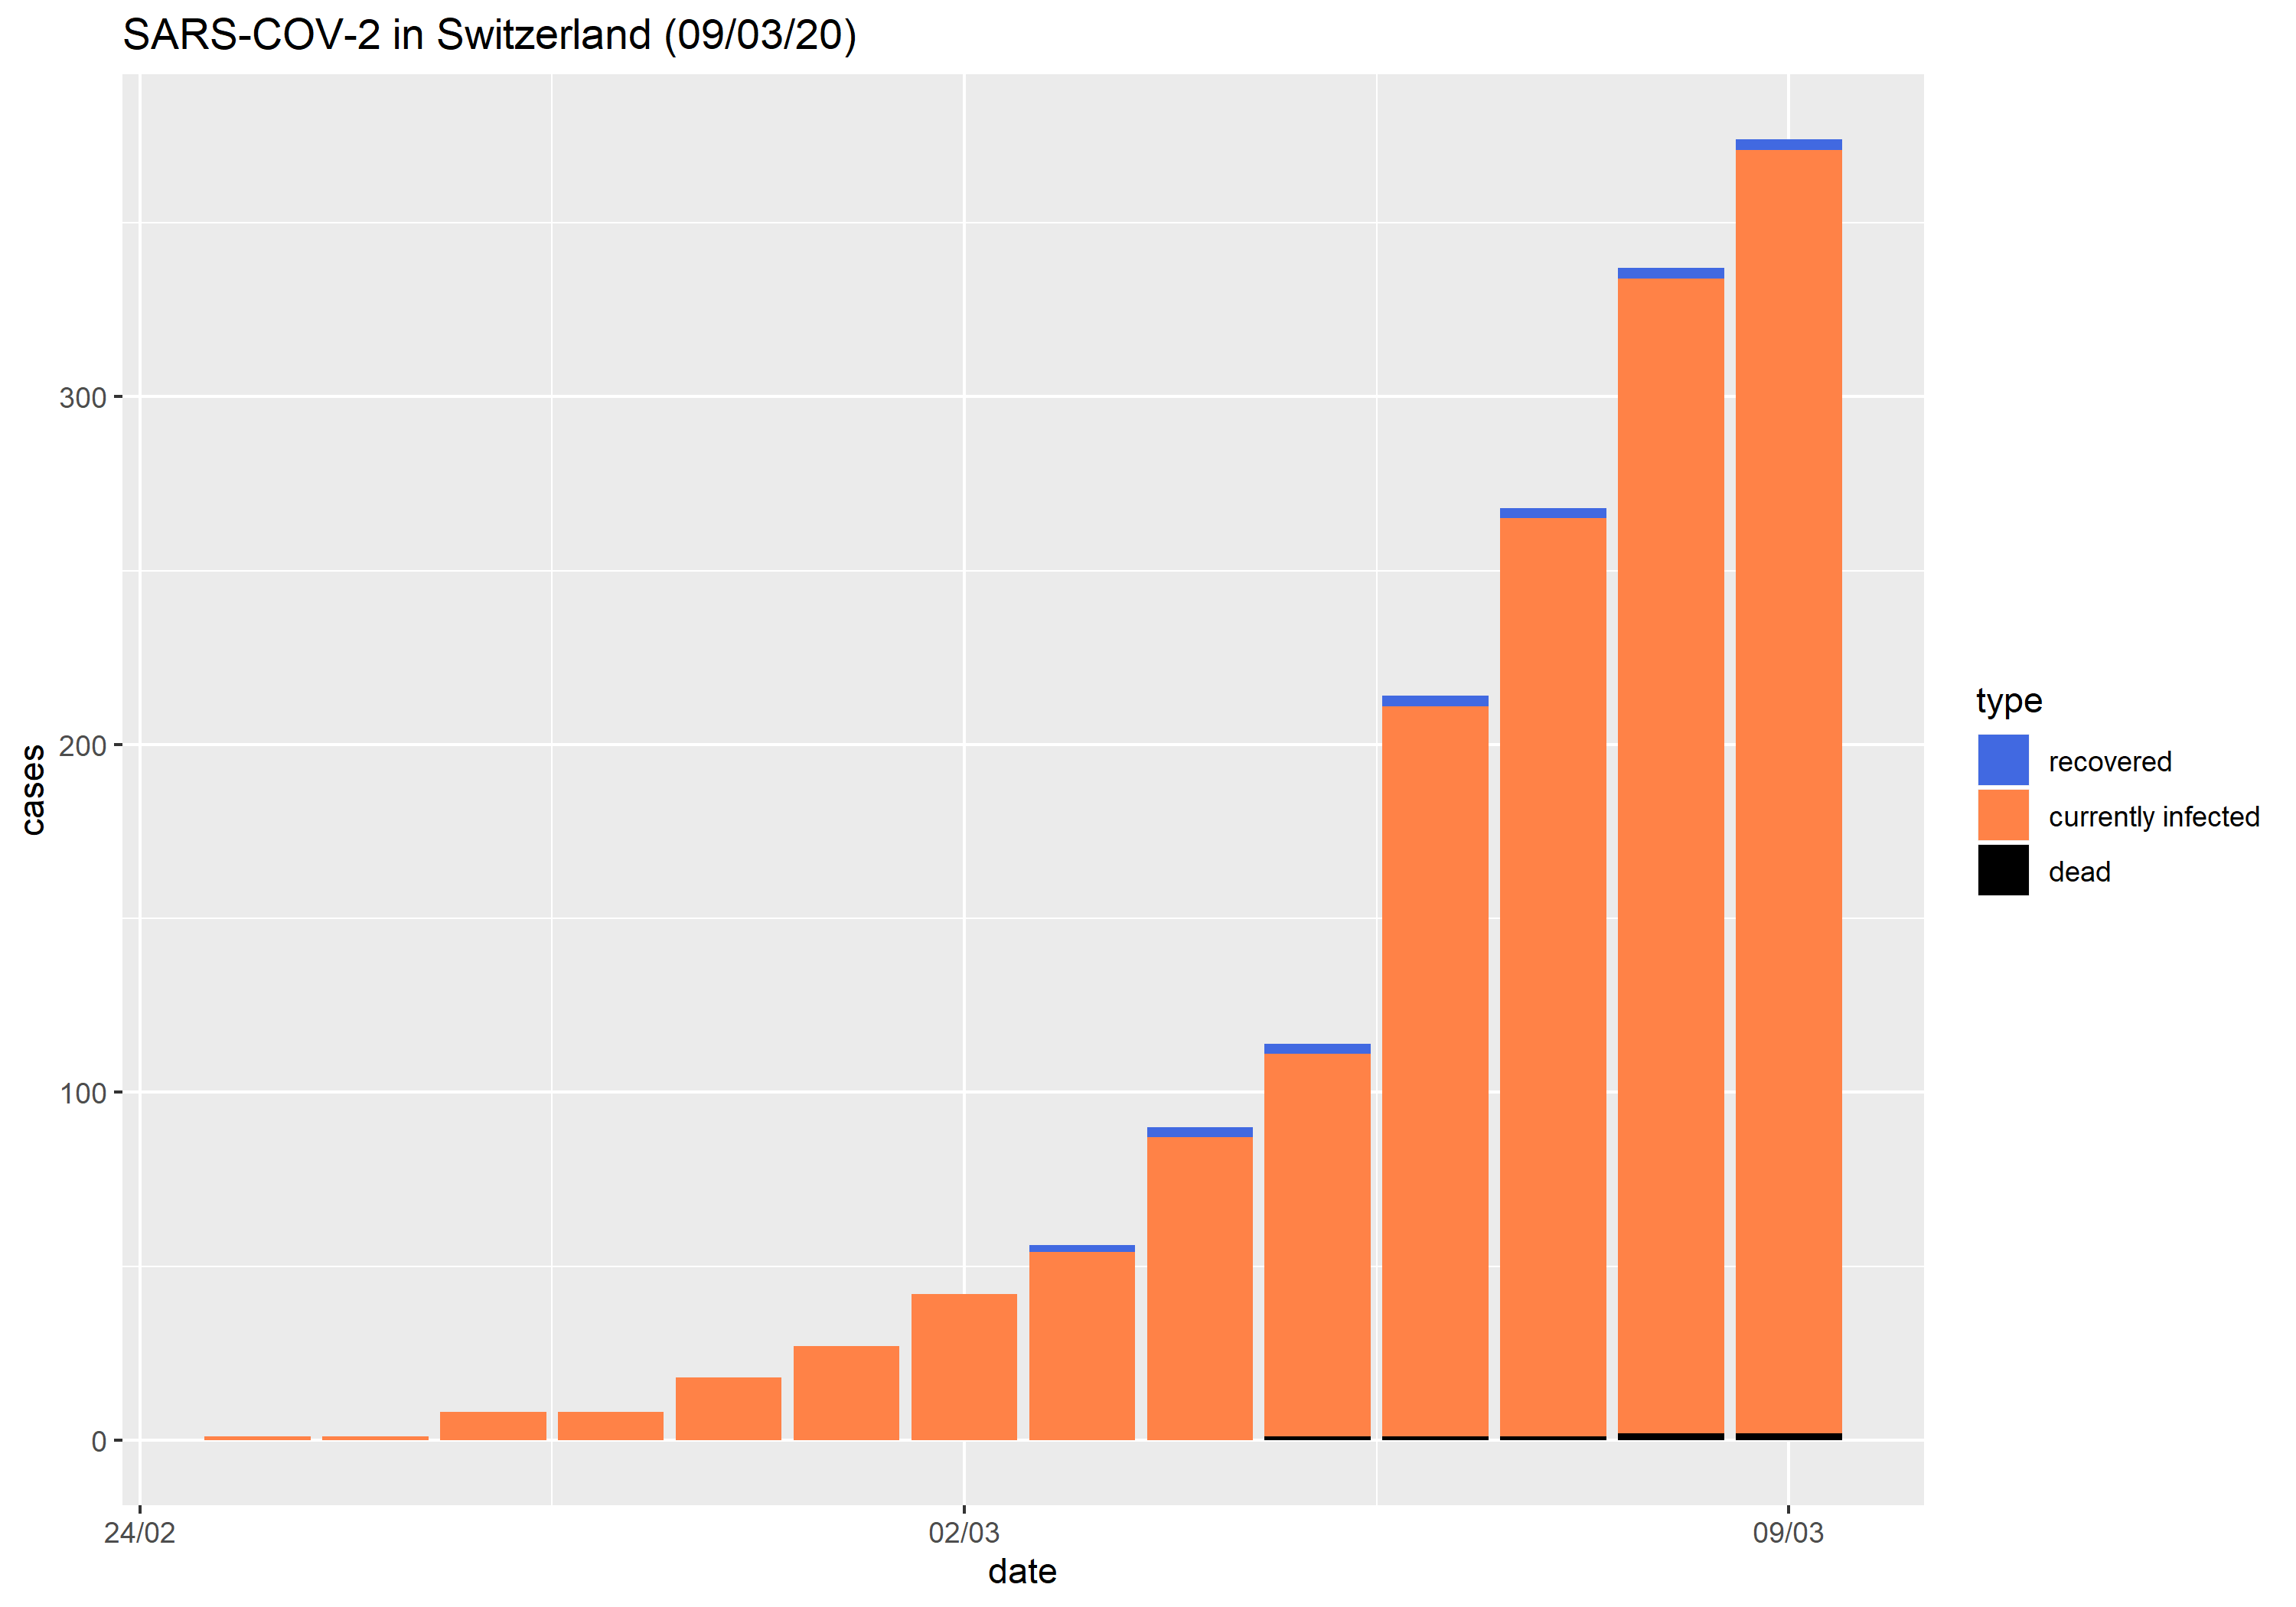 SARS-COV-2 in Switzerland (09/03/20)
cases
300
200
100
0
24/02
02/03
09/03
date
type
recovered
currently infected
dead